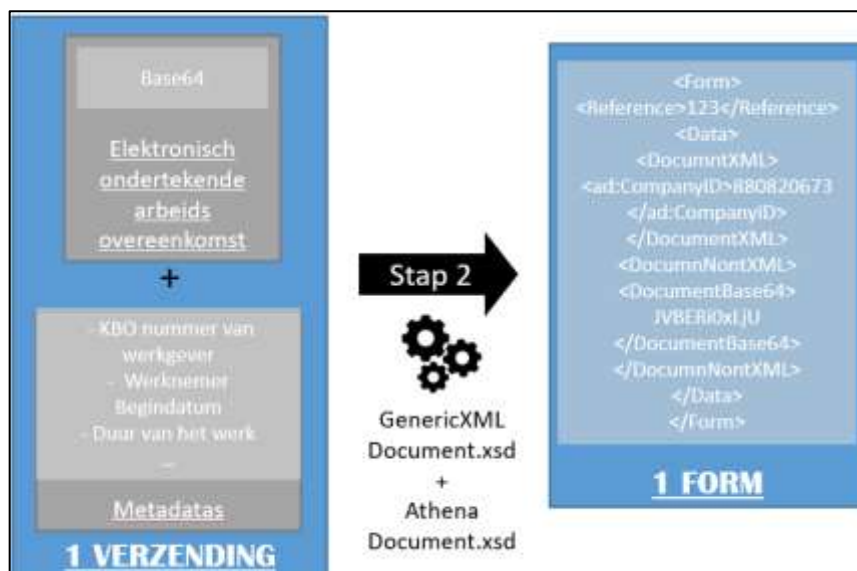 Base64
Elektronisch
ondertekende
arbeids
overeenkomst
+
- KBO nummer van
werkgever
- Werknemer
Begindatum
- Duur van het werk
...
Metadatas
1 VERZENDING
Stap 2
GenericXML
Document.xsd
+
Athena
Document.xsd
<Form>
<Reference>123</Reference>
<Data>
<DocumntXML>
<ad:CompanyID>880820673
</ad:CompanyID>
</DocumentXML>
<DocumnNontXML>
<DocumentBase64>
JVBERi0xLjU
</DocumentBase64>
</DocumnNontXML>
</Data>
</Form>
1 FORM